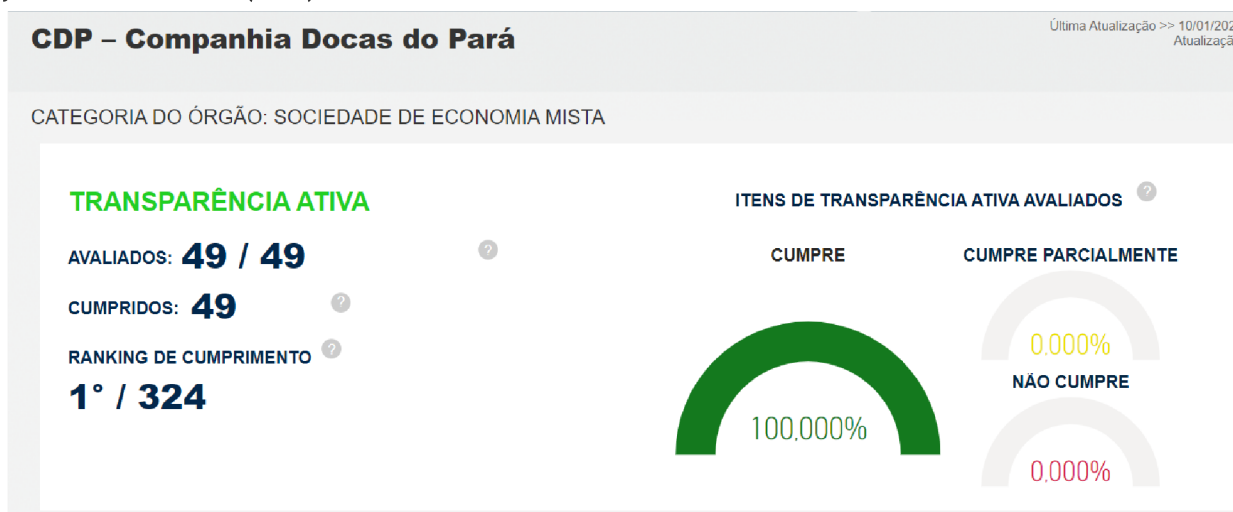 CDP – Companhia Docas do Pará
Última Atualização >> 10/01/202
Atualizaçã
CATEGORIA DO ÓRGÃO: SOCIEDADE DE ECONOMIA MISTA
TRANSPARÊNCIA ATIVA
AVALIADOS: 49 / 49 ?
CUMPRIDOS: 49 ?
RANKING DE CUMPRIMENTO ?
1° / 324
ITENS DE TRANSPARÊNCIA ATIVA AVALIADOS ?
CUMPRE
100,000%
CUMPRE PARCIALMENTE
0,000%
NÃO CUMPRE
0,000%